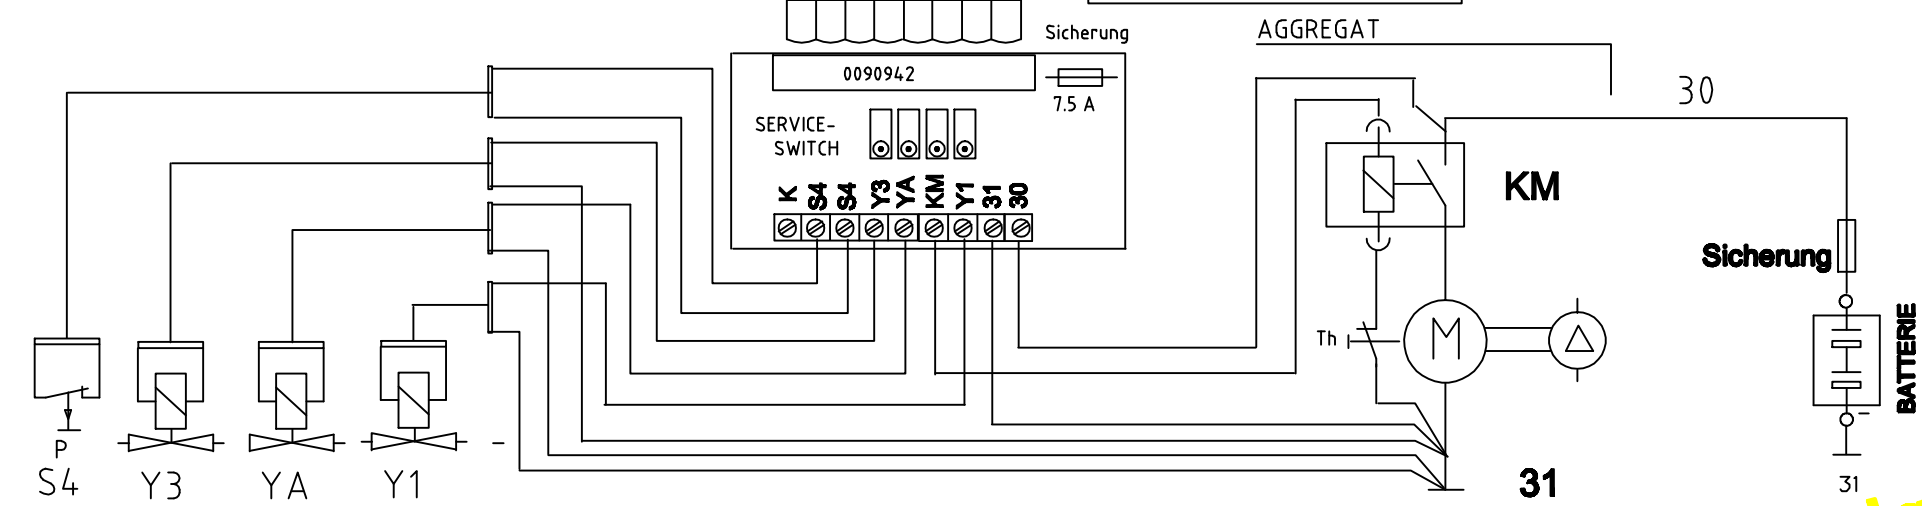 Sicherung
AGGREGAT
0090942
7.5 A
30
SERVICE-
SWITCH
K S4 S4 Y3 YA KM Y1 31 30
KM
Sicherung
Th
M
BATTERIE
P
S4
Y3
YA
Y1
-
31
-
31